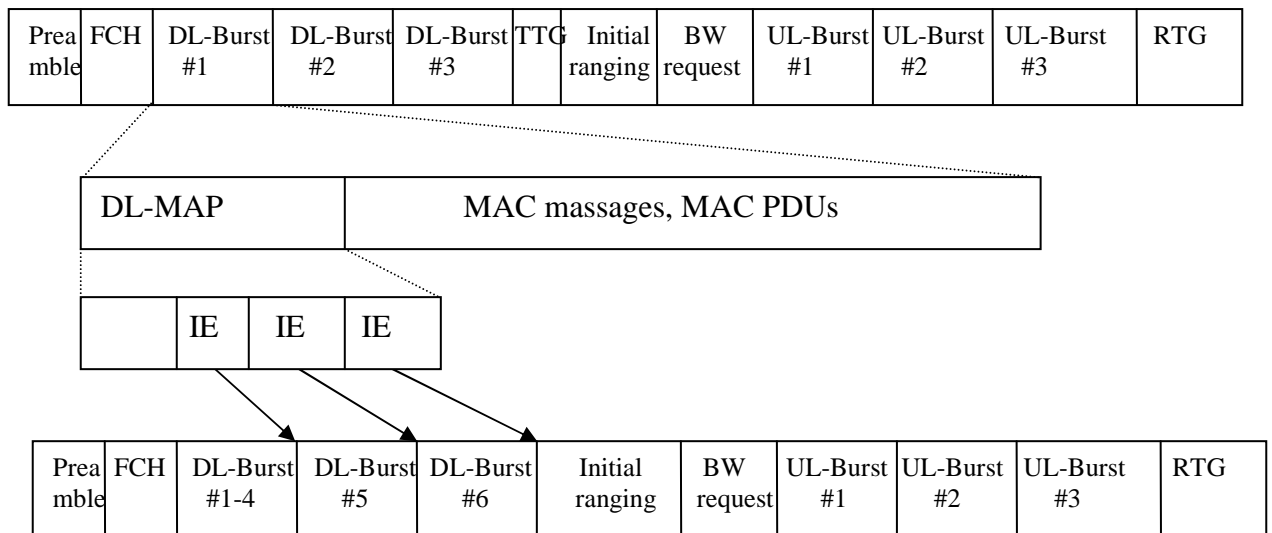 Prea mble FCH DL-Burst #1 DL-Burst #2 DL-Burst #3 TTG Initial ranging BW request UL-Burst #1 UL-Burst #2 UL-Burst #3 RTG
DL-MAP MAC massages, MAC PDUs
IE IE IE
Prea mble FCH DL-Burst #1-4 DL-Burst #5 DL-Burst #6 Initial ranging BW request UL-Burst #1 UL-Burst #2 UL-Burst #3 RTG